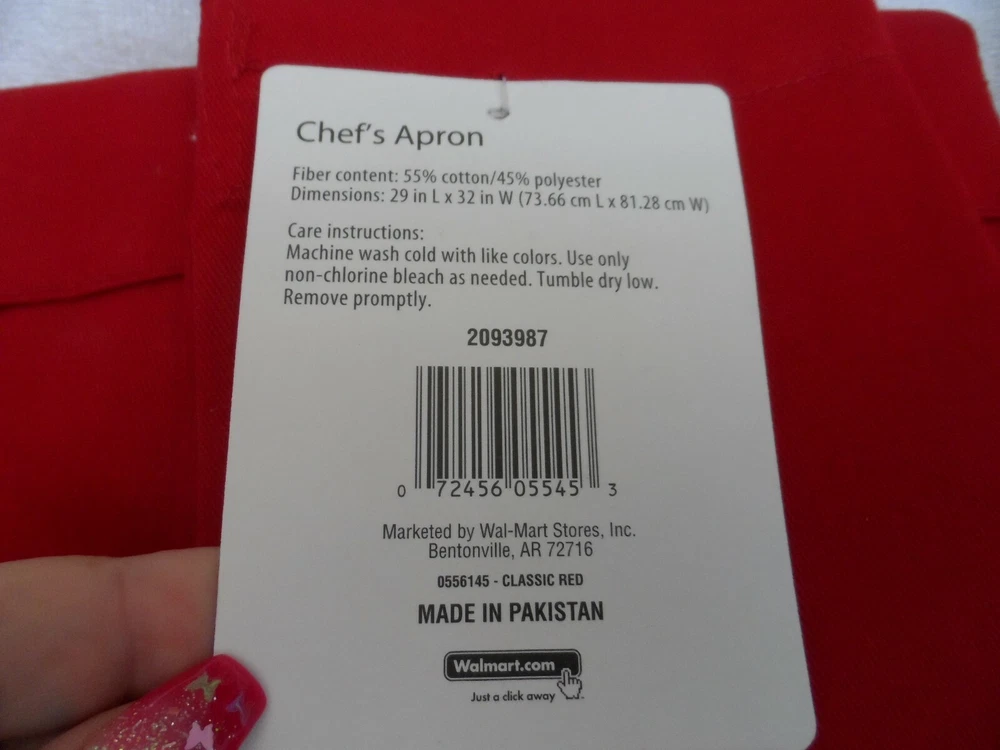 Chef's Apron
Fiber content: 55% cotton/45% polyester
Dimensions: 29 in L x 32 in W (73.66 cm L x 81.28 cm W)
Care instructions:
Machine wash cold with like colors. Use only
non-chlorine bleach as needed. Tumble dry low.
Remove promptly.
2093987
0 72456 05545 3
Marketed by Wal-Mart Stores, Inc.
Bentonville, AR 72716
0556145 - CLASSIC RED
MADE IN PAKISTAN
Walmart.com
Just a click away